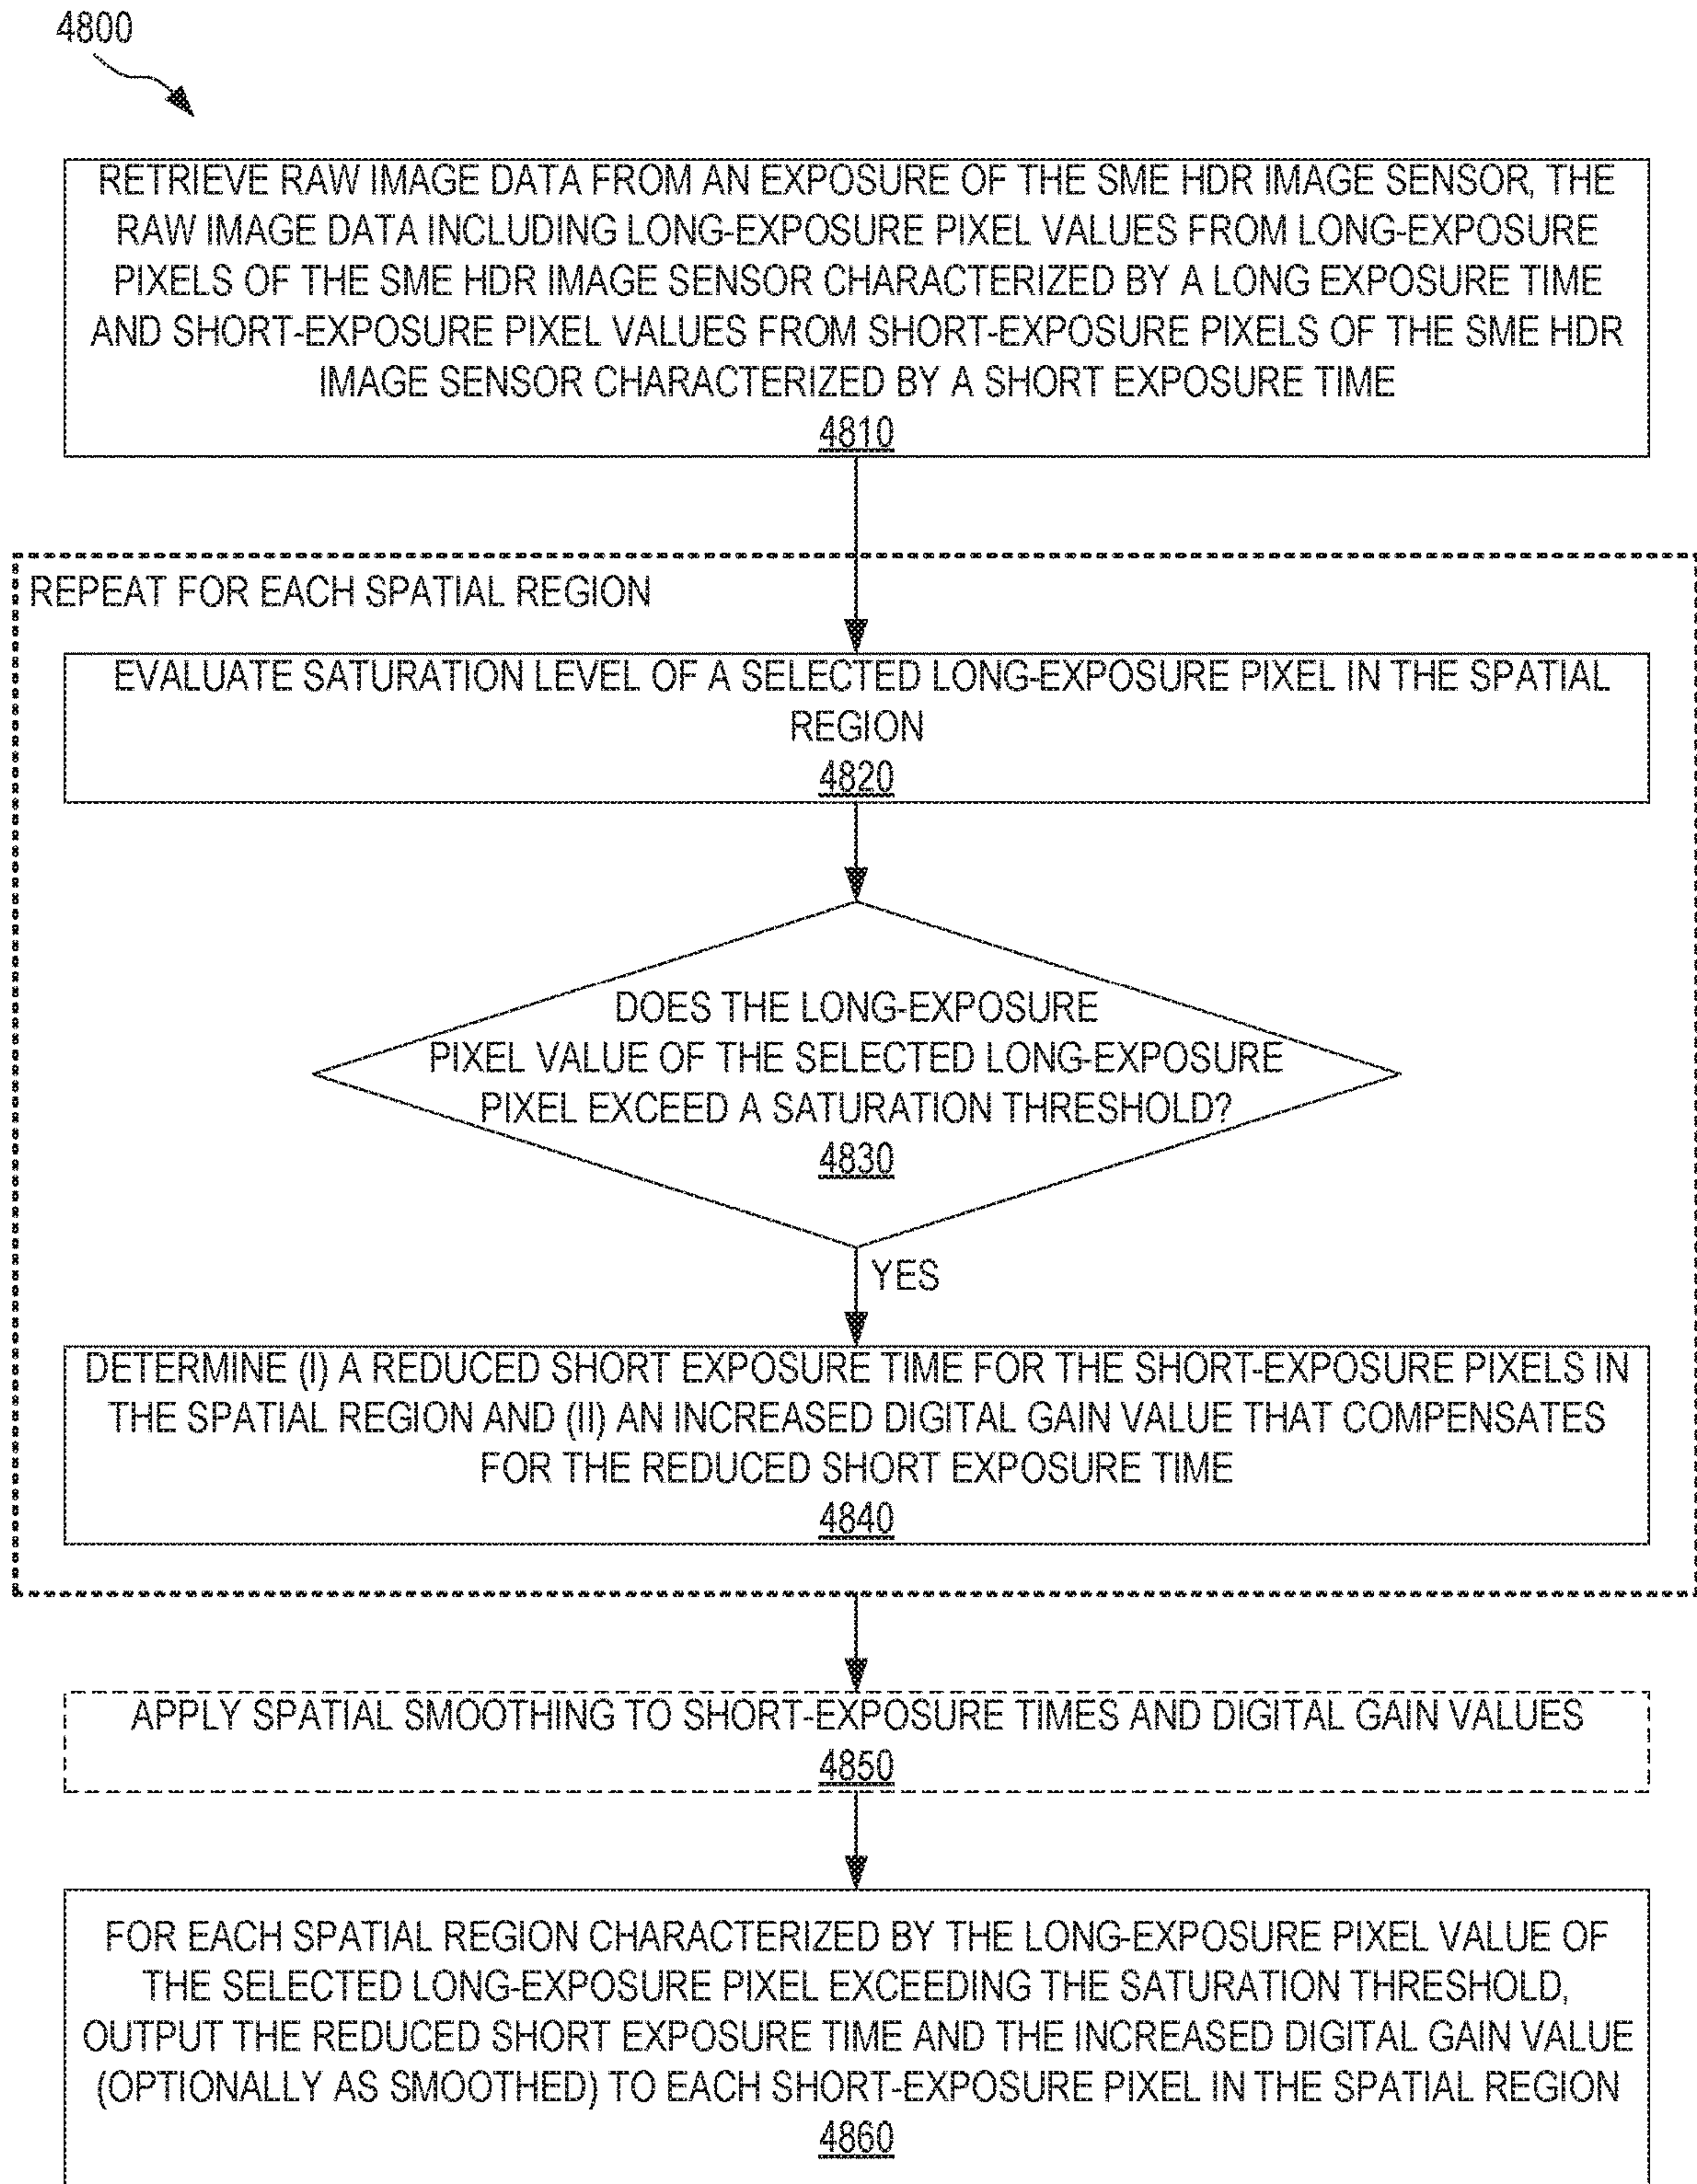 4800
RETRIEVE RAW IMAGE DATA FROM AN EXPOSURE OF THE SME HDR IMAGE SENSOR, THE
RAW IMAGE DATA INCLUDING LONG-EXPOSURE PIXEL VALUES FROM LONG-EXPOSURE
PIXELS OF THE SME HDR IMAGE SENSOR CHARACTERIZED BY A LONG EXPOSURE TIME
AND SHORT-EXPOSURE PIXEL VALUES FROM SHORT-EXPOSURE PIXELS OF THE SME HDR
IMAGE SENSOR CHARACTERIZED BY A SHORT EXPOSURE TIME
4810
REPEAT FOR EACH SPATIAL REGION
EVALUATE SATURATION LEVEL OF A SELECTED LONG-EXPOSURE PIXEL IN THE SPATIAL
REGION
4820
DOES THE LONG-EXPOSURE
PIXEL VALUE OF THE SELECTED LONG-EXPOSURE
PIXEL EXCEED A SATURATION THRESHOLD?
4830
YES
DETERMINE (I) A REDUCED SHORT EXPOSURE TIME FOR THE SHORT-EXPOSURE PIXELS IN
THE SPATIAL REGION AND (II) AN INCREASED DIGITAL GAIN VALUE THAT COMPENSATES
FOR THE REDUCED SHORT EXPOSURE TIME
4840
APPLY SPATIAL SMOOTHING TO SHORT-EXPOSURE TIMES AND DIGITAL GAIN VALUES
4850
FOR EACH SPATIAL REGION CHARACTERIZED BY THE LONG-EXPOSURE PIXEL VALUE OF
THE SELECTED LONG-EXPOSURE PIXEL EXCEEDING THE SATURATION THRESHOLD,
OUTPUT THE REDUCED SHORT EXPOSURE TIME AND THE INCREASED DIGITAL GAIN VALUE
(OPTIONALLY AS SMOOTHED) TO EACH SHORT-EXPOSURE PIXEL IN THE SPATIAL REGION
4860